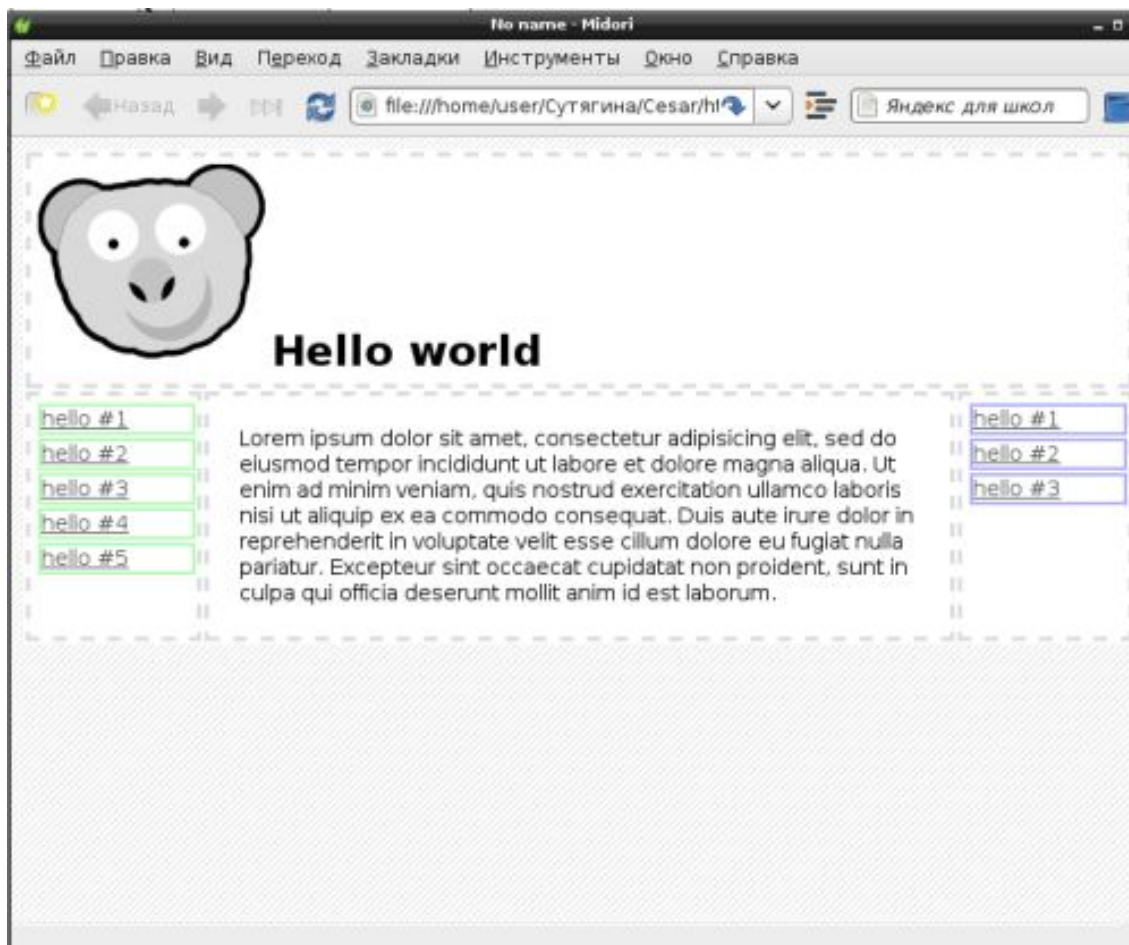 No name - Midori
Файл Правка Вид Переход Закладки Инструменты Окно Справка
Назад file:///home/user/Сутягина/Cesar/ht Яндекс для школ
Hello world
hello #1
hello #2
hello #3
hello #4
hello #5
Lorem ipsum dolor sit amet, consectetur adipisicing elit, sed do
eiusmod tempor incididunt ut labore et dolore magna aliqua. Ut
enim ad minim veniam, quis nostrud exercitation ullamco laboris
nisi ut aliquip ex ea commodo consequat. Duis aute irure dolor in
reprehenderit in voluptate velit esse cillum dolore eu fugiat nulla
pariatur. Excepteur sint occaecat cupidatat non proident, sunt in
culpa qui officia deserunt mollit anim id est laborum.
hello #1
hello #2
hello #3